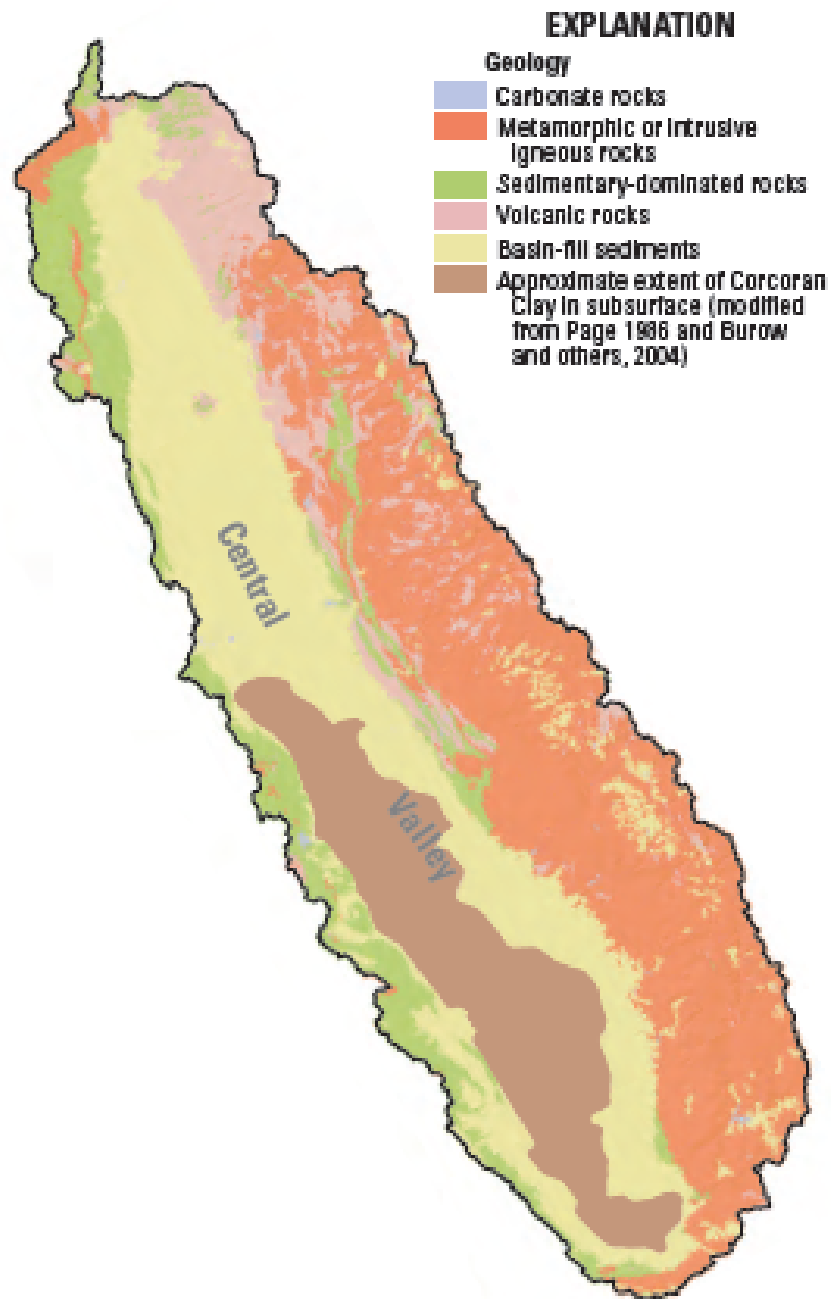 EXPLANATION
Geology
Carbonate rocks
Metamorphic or intrusive
igneous rocks
Sedimentary-dominated rocks
Volcanic rocks
Basin-fill sediments
Approximate extent of Corcoran
Clay in subsurface (modified
from Page 1986 and Burow
and others, 2004)
Central
Valley